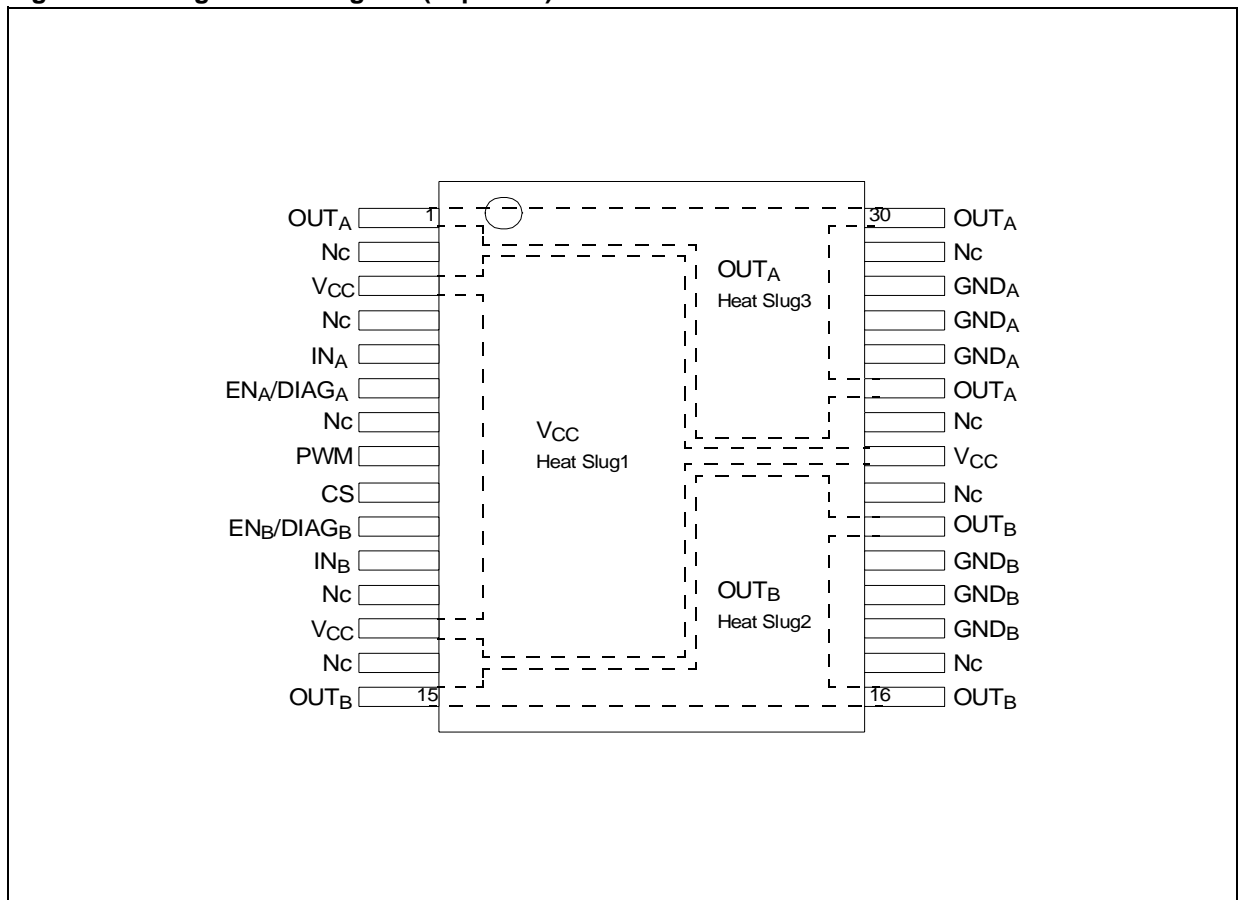 OUTA 1
Nc
VCC
Nc
INA
ENA/DIAGA
Nc
PWM
CS
ENB/DIAGB
INB
Nc
VCC
Nc
OUTB 15
VCC
Heat Slug1
OUTA
Heat Slug3
OUTB
Heat Slug2
30 OUTA
Nc
GNDA
GNDA
GNDA
OUTA
Nc
VCC
Nc
OUTB
GNDB
GNDB
GNDB
Nc
16 OUTB